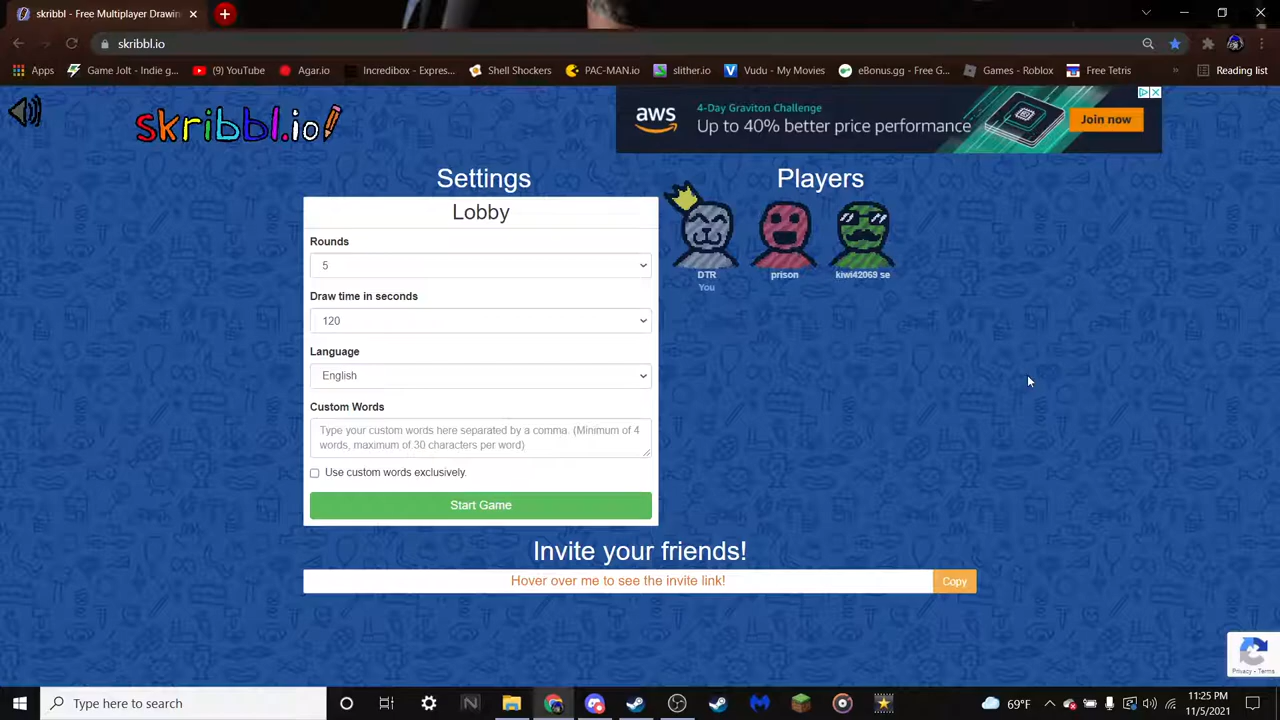 skribbl - Free Multiplayer Drawin
skribbl.io
Apps
Game Jolt - Indie g...
(9) YouTube
Agar.io
Incredibox - Expres...
Shell Shockers
PAC-MAN.io
slither.io
Vudu - My Movies
eBonus.gg - Free G...
Games - Roblox
Free Tetris
»
Reading list
skribbl.io
aws
4-Day Graviton Challenge
Up to 40% better price performance
Join now
Settings
Players
Lobby
Rounds
5
Draw time in seconds
120
Language
English
Custom Words
Type your custom words here separated by a comma. (Minimum of 4
words, maximum of 30 characters per word)
Use custom words exclusively.
Start Game
DTR
You
prison
kiwi42069 se
Invite your friends!
Hover over me to see the invite link!
Copy
Privacy - Terms
Type here to search
69°F
11:25 PM
11/5/2021